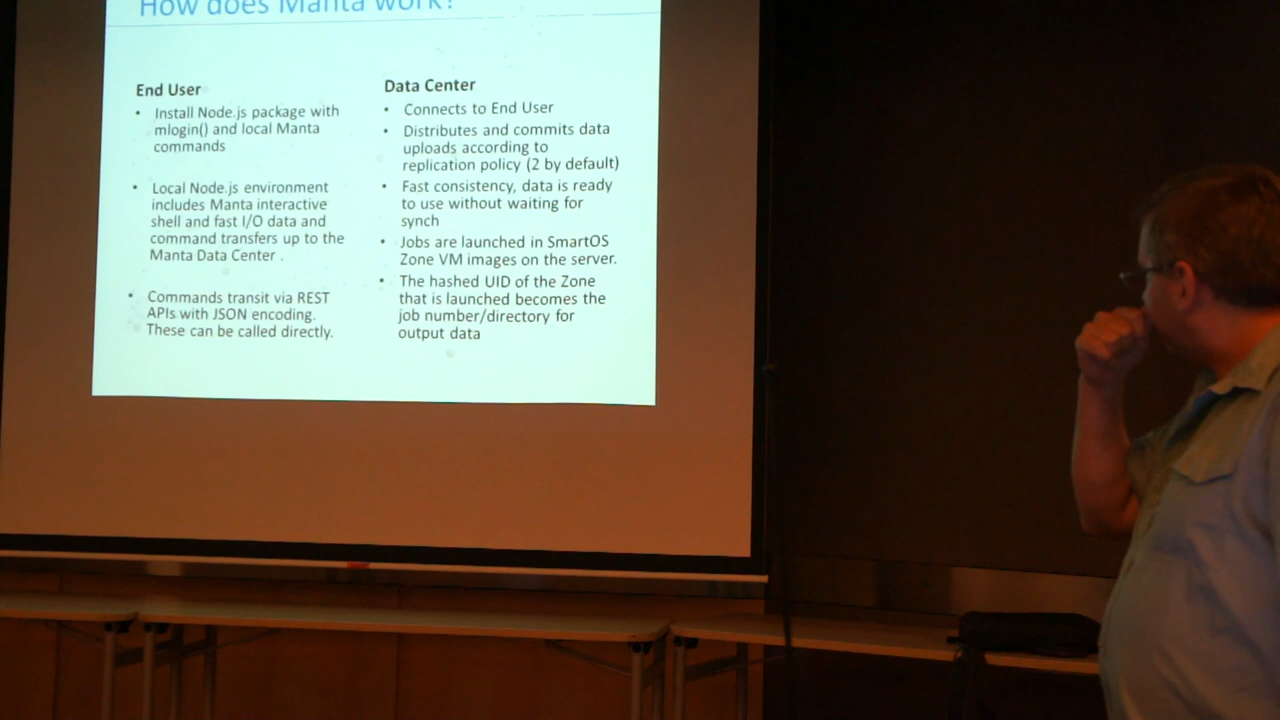 How does Manta work?
End User
• Install Node.js package with
mlogin() and local Manta
commands
• Local Node.js environment
includes Manta interactive
shell and fast I/O data and
command transfers up to the
Manta Data Center .
• Commands transit via REST
APIs with JSON encoding.
These can be called directly.
Data Center
• Connects to End User
• Distributes and commits data
uploads according to
replication policy (2 by default)
• Fast consistency, data is ready
to use without waiting for
synch
• Jobs are launched in SmartOS
Zone VM images on the server.
• The hashed UID of the Zone
that is launched becomes the
job number/directory for
output data